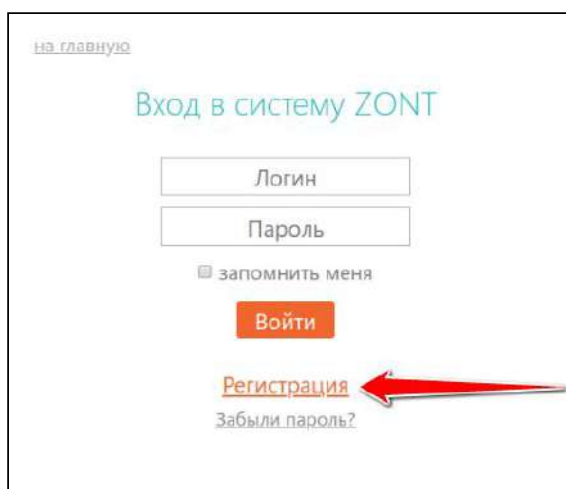 на главную
Вход в систему ZONT
Логин
Пароль
запомнить меня
Войти
Регистрация
Забыли пароль?